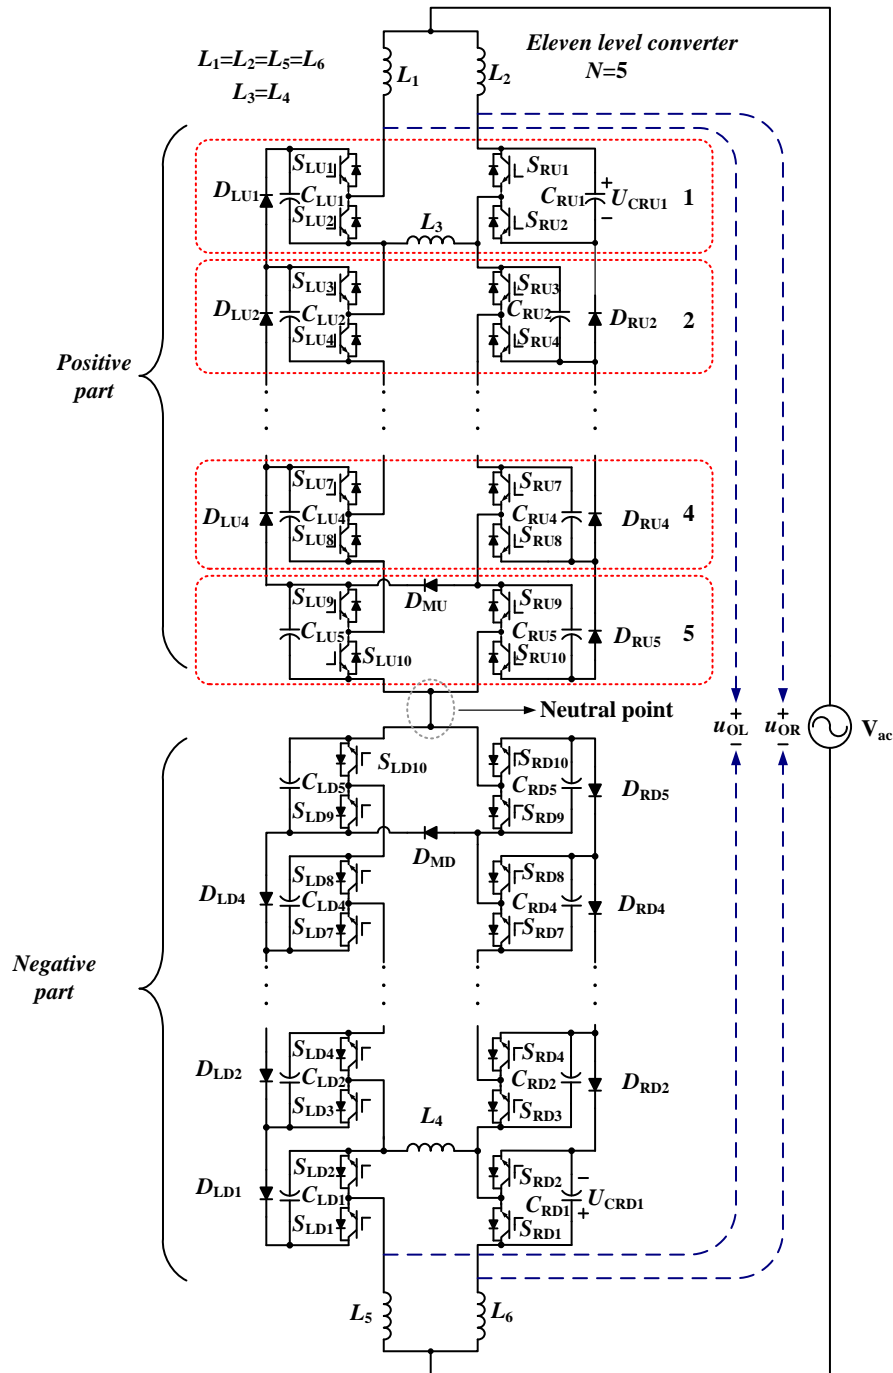 Eleven level converter
N=5
L1=L2=L5=L6
L3=L4
L1
L2
Positive part
SLU1
SLU2
DLU1
CLU1
L3
SRU1
SRU2
CRU1
+
UCRU1
−
1
SLU3
SLU4
DLU2
CLU2
SRU3
SRU4
CRU2
DRU2
2
SLU7
SLU8
DLU4
CLU4
SRU7
SRU8
CRU4
DRU4
4
SLU9
CLU5
SLU10
DMU
SRU9
CRU5
SRU10
DRU5
5
Neutral point
+
uOL
−
+
uOR
−
Vac
Negative part
SLD10
CLD5
SLD9
DMD
SRD10
CRD5
SRD9
DRD5
SLD8
CLD4
SLD7
DLD4
SRD8
CRD4
SRD7
DRD4
SLD4
CLD2
SLD3
DLD2
L4
SRD4
CRD2
SRD3
DRD2
SLD2
CLD1
SLD1
DLD1
SRD2
CRD1
SRD1
−
UCRD1
+
L5
L6